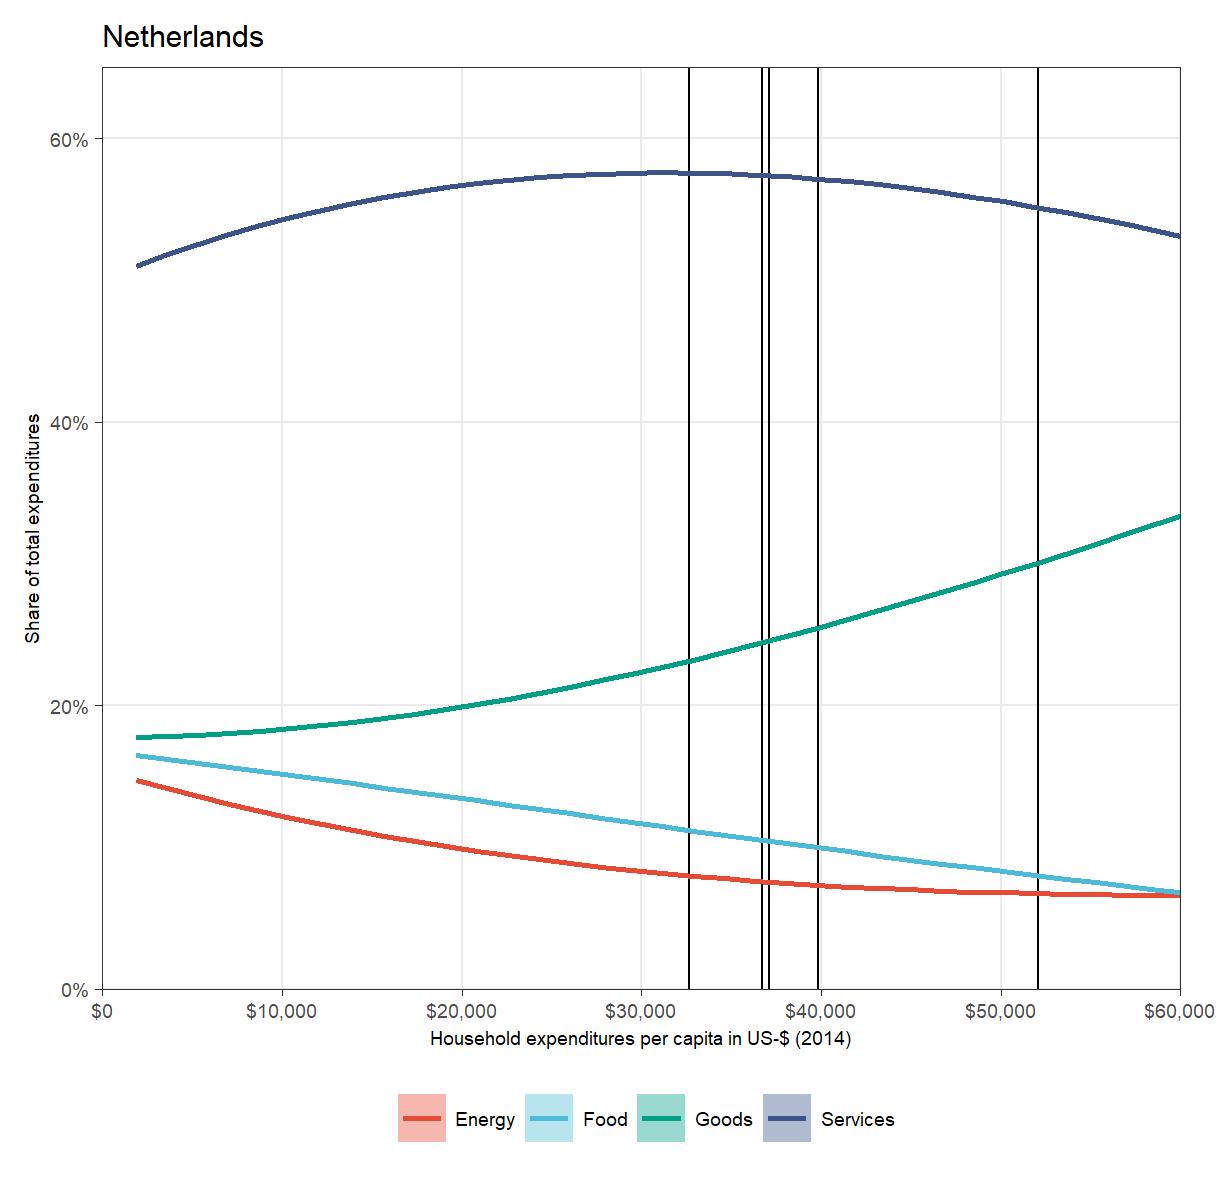 Netherlands
60%
40%
20%
0%
Share of total expenditures
$0 $10,000 $20,000 $30,000 $40,000 $50,000 $60,000
Household expenditures per capita in US-$ (2014)
Energy Food Goods Services